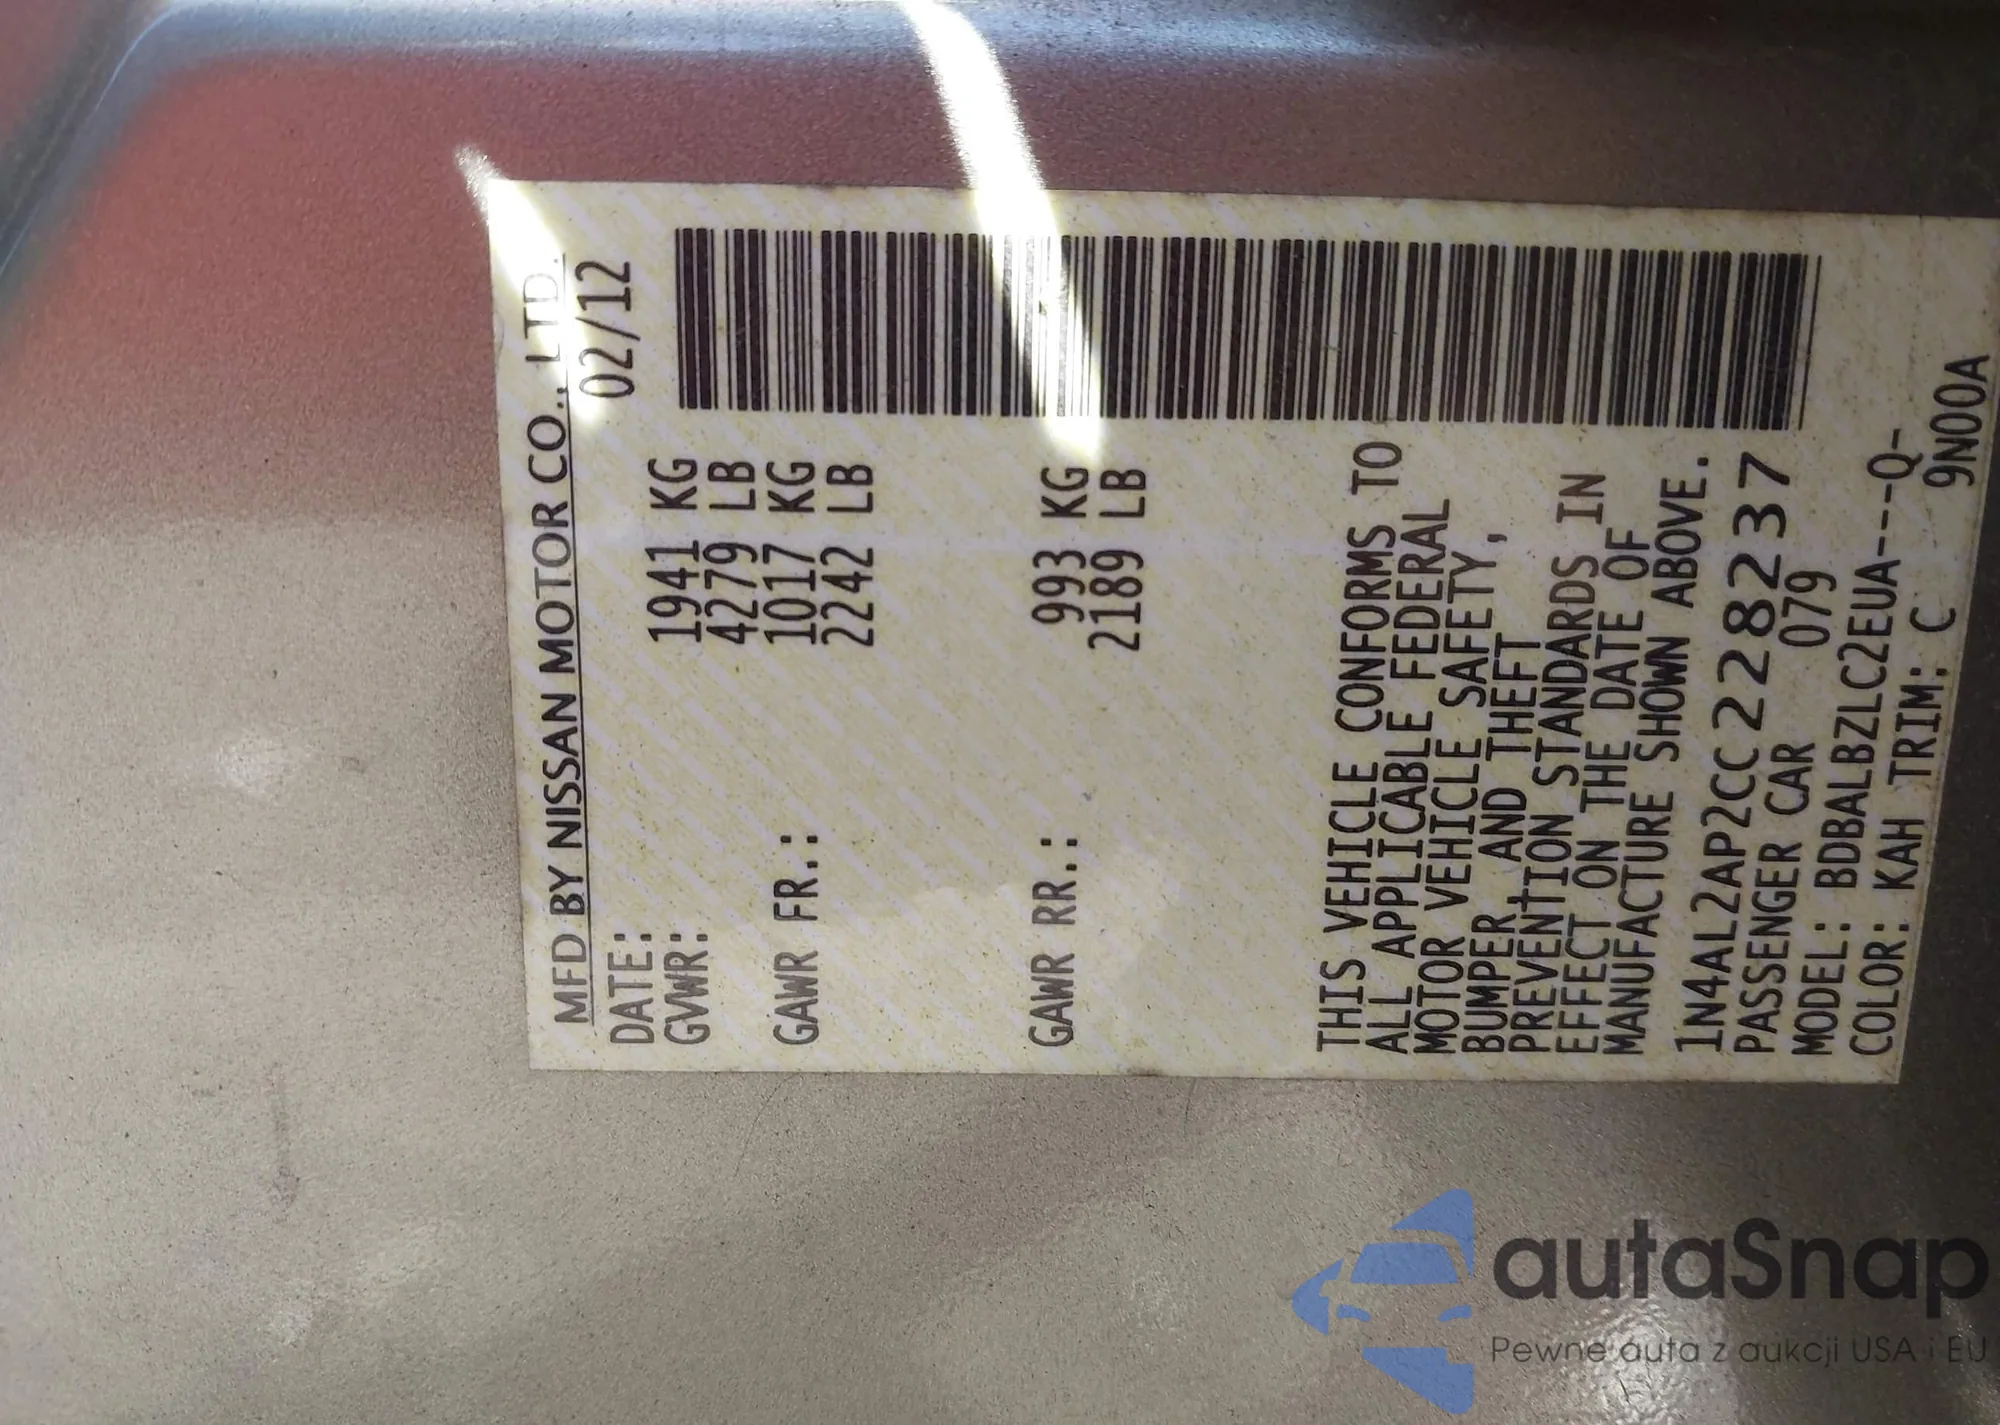 MFD BY NISSAN MOTOR CO., LTD.
DATE: 02/12
GVWR: 1941 KG
4279 LB
GAWR FR.: 1017 KG
2242 LB
GAWR RR.: 993 KG
2189 LB
THIS VEHICLE CONFORMS TO
ALL APPLICABLE FEDERAL
MOTOR VEHICLE SAFETY,
BUMPER, AND THEFT
PREVENTION STANDARDS IN
EFFECT ON THE DATE OF
MANUFACTURE SHOWN ABOVE.
1N4AL2AP2CC228237
PASSENGER CAR 079
MODEL: BDBALBZLC2EUA----Q-
COLOR: KAH TRIM: C 9N00A
autaSnap
Pewne auta z aukcji USA i EU